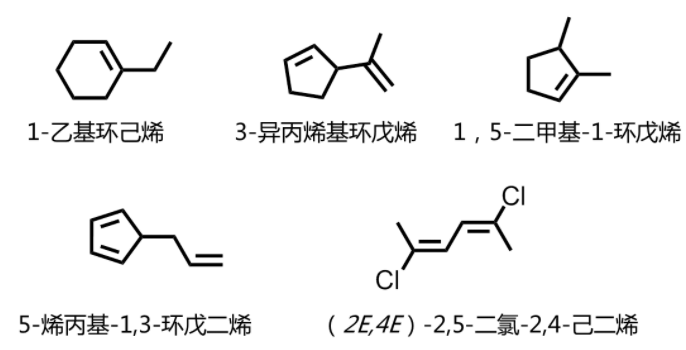 1-乙基环己烯
3-异丙烯基环戊烯
1，5-二甲基-1-环戊烯
Cl
Cl
5-烯丙基-1,3-环戊二烯
（2E,4E）-2,5-二氯-2,4-己二烯